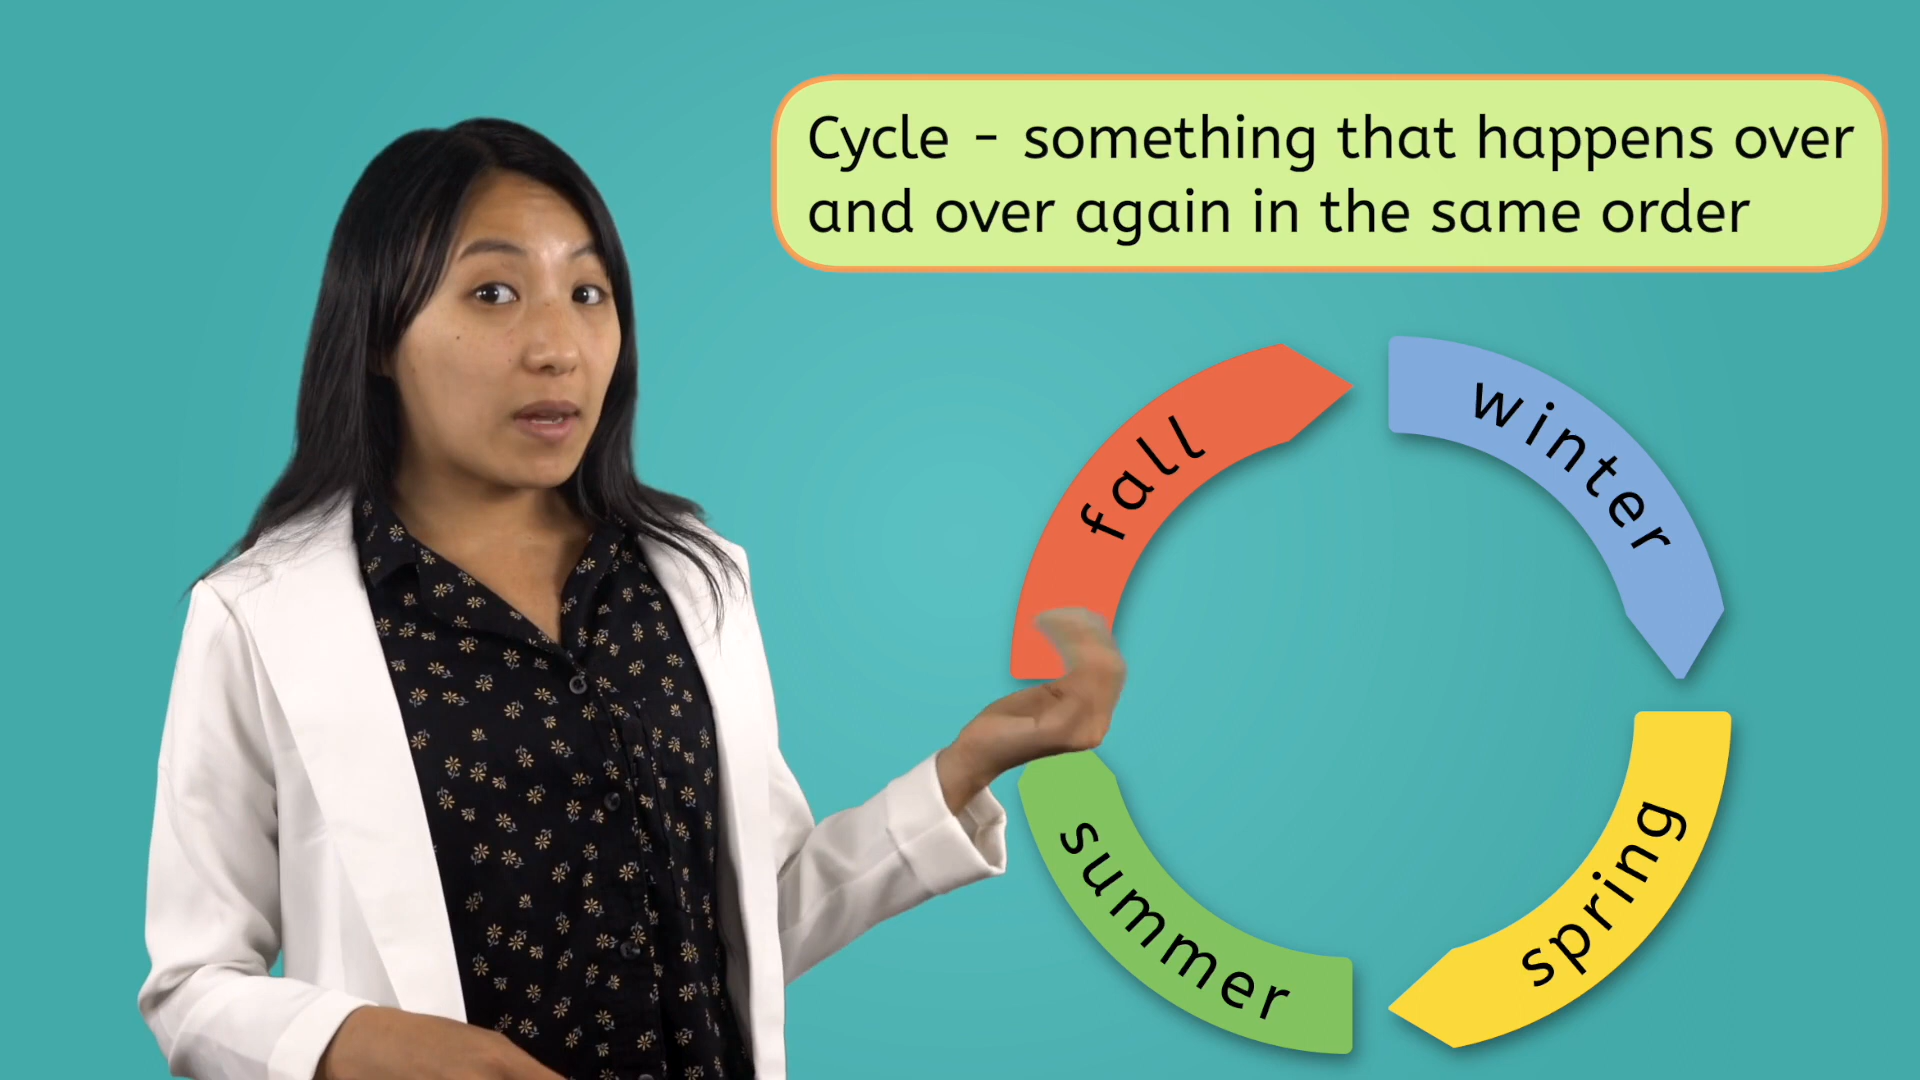 Cycle - something that happens over
and over again in the same order
fall
winter
summer
spring